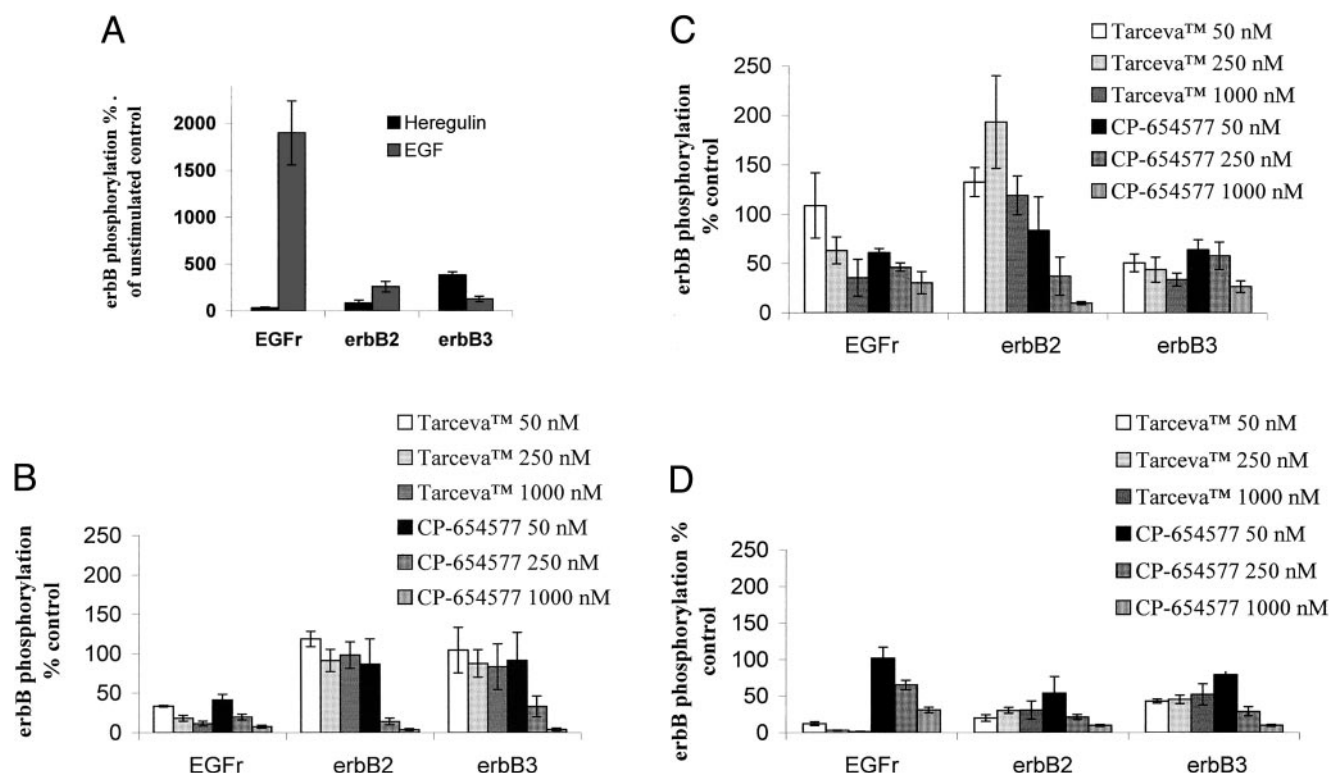 A
erbB phosphorylation % .
of unstimulated control
2000
1500
1000
500
0
Heregulin
EGF
EGFr erbB2 erbB3
C
erbB phosphorylation
% control
250
200
150
100
50
0
Tarceva™ 50 nM
Tarceva™ 250 nM
Tarceva™ 1000 nM
CP-654577 50 nM
CP-654577 250 nM
CP-654577 1000 nM
EGFr erbB2 erbB3
B
erbB phosphorylation
% control
250
200
150
100
50
0
Tarceva™ 50 nM
Tarceva™ 250 nM
Tarceva™ 1000 nM
CP-654577 50 nM
CP-654577 250 nM
CP-654577 1000 nM
EGFr erbB2 erbB3
D
erbB phosphorylation %
control
250
200
150
100
50
0
Tarceva™ 50 nM
Tarceva™ 250 nM
Tarceva™ 1000 nM
CP-654577 50 nM
CP-654577 250 nM
CP-654577 1000 nM
EGFr erbB2 erbB3